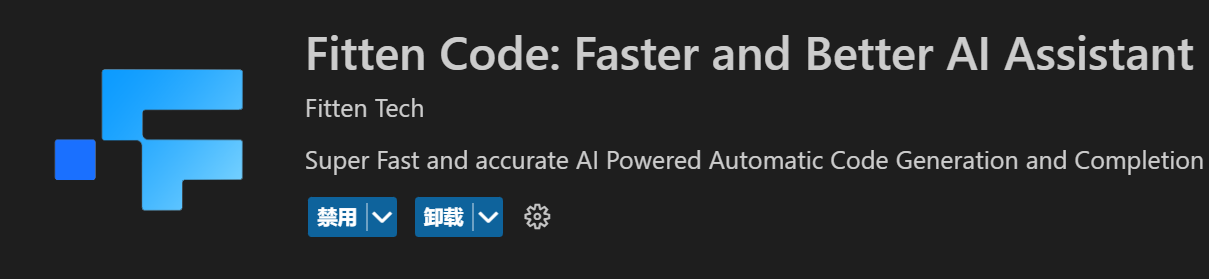 Fitten Code: Faster and Better AI Assistant
Fitten Tech
Super Fast and accurate AI Powered Automatic Code Generation and Completion
禁用 卸载